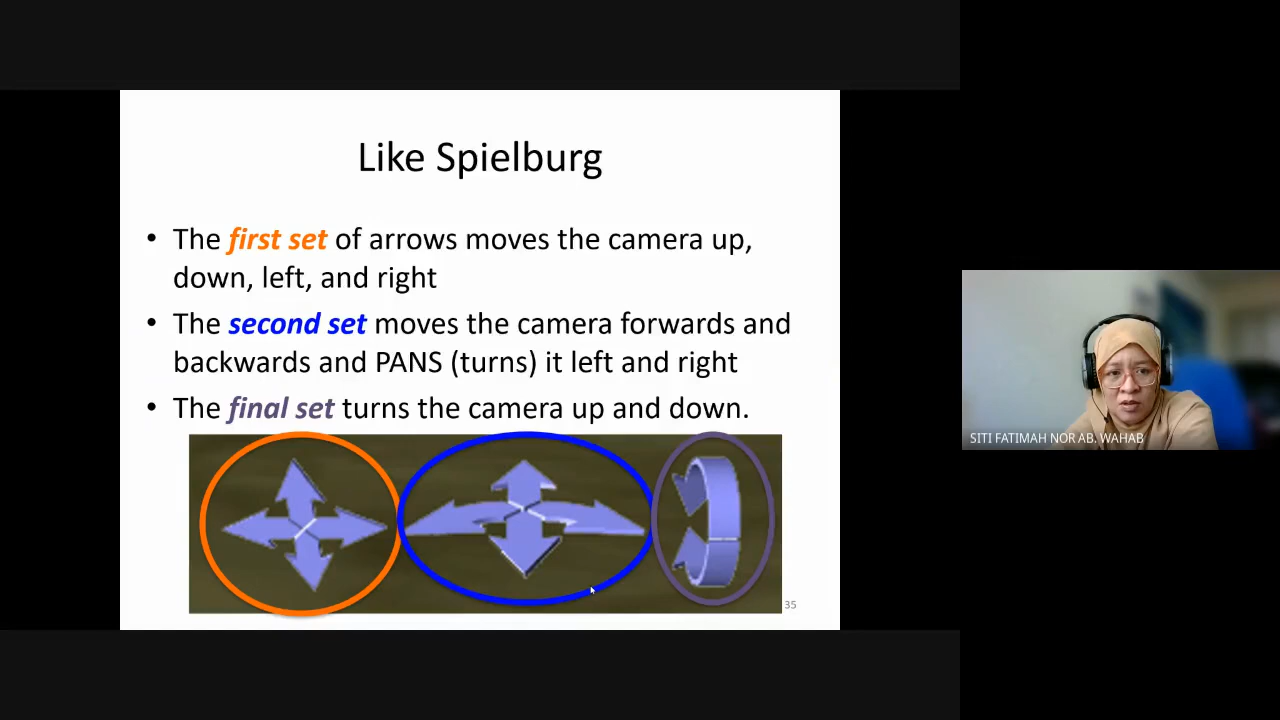 Like Spielburg
• The first set of arrows moves the camera up,
down, left, and right
• The second set moves the camera forwards and
backwards and PANS (turns) it left and right
• The final set turns the camera up and down.
35
SITI FATIMAH NOR AB. WAHAB